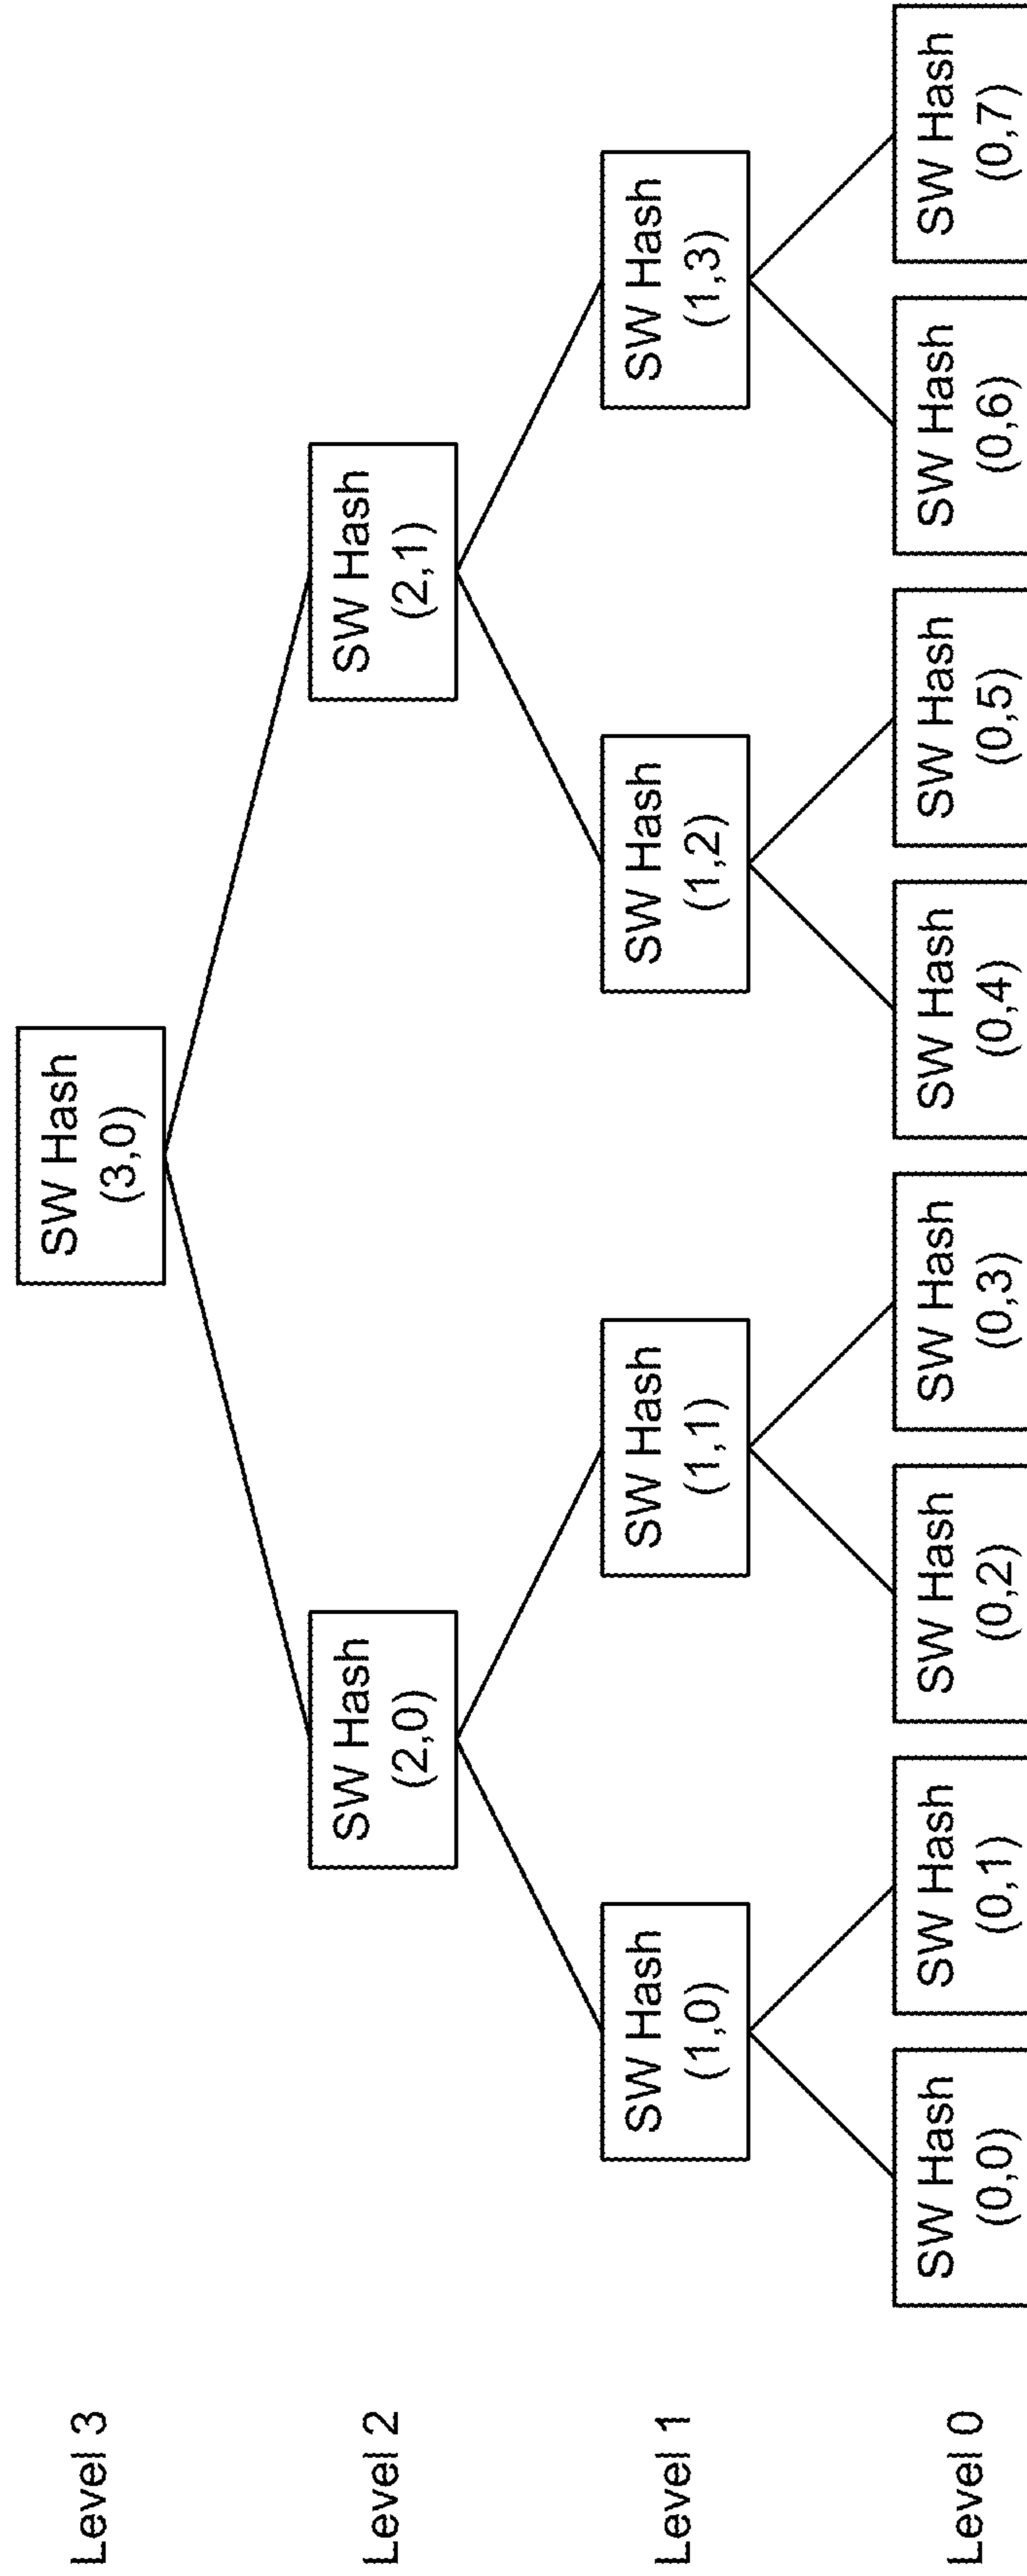 Level 3
SW Hash
(3,0)
Level 2
SW Hash
(2,0)
SW Hash
(2,1)
Level 1
SW Hash
(1,0)
SW Hash
(1,1)
SW Hash
(1,2)
SW Hash
(1,3)
Level 0
SW Hash
(0,0)
SW Hash
(0,1)
SW Hash
(0,2)
SW Hash
(0,3)
SW Hash
(0,4)
SW Hash
(0,5)
SW Hash
(0,6)
SW Hash
(0,7)